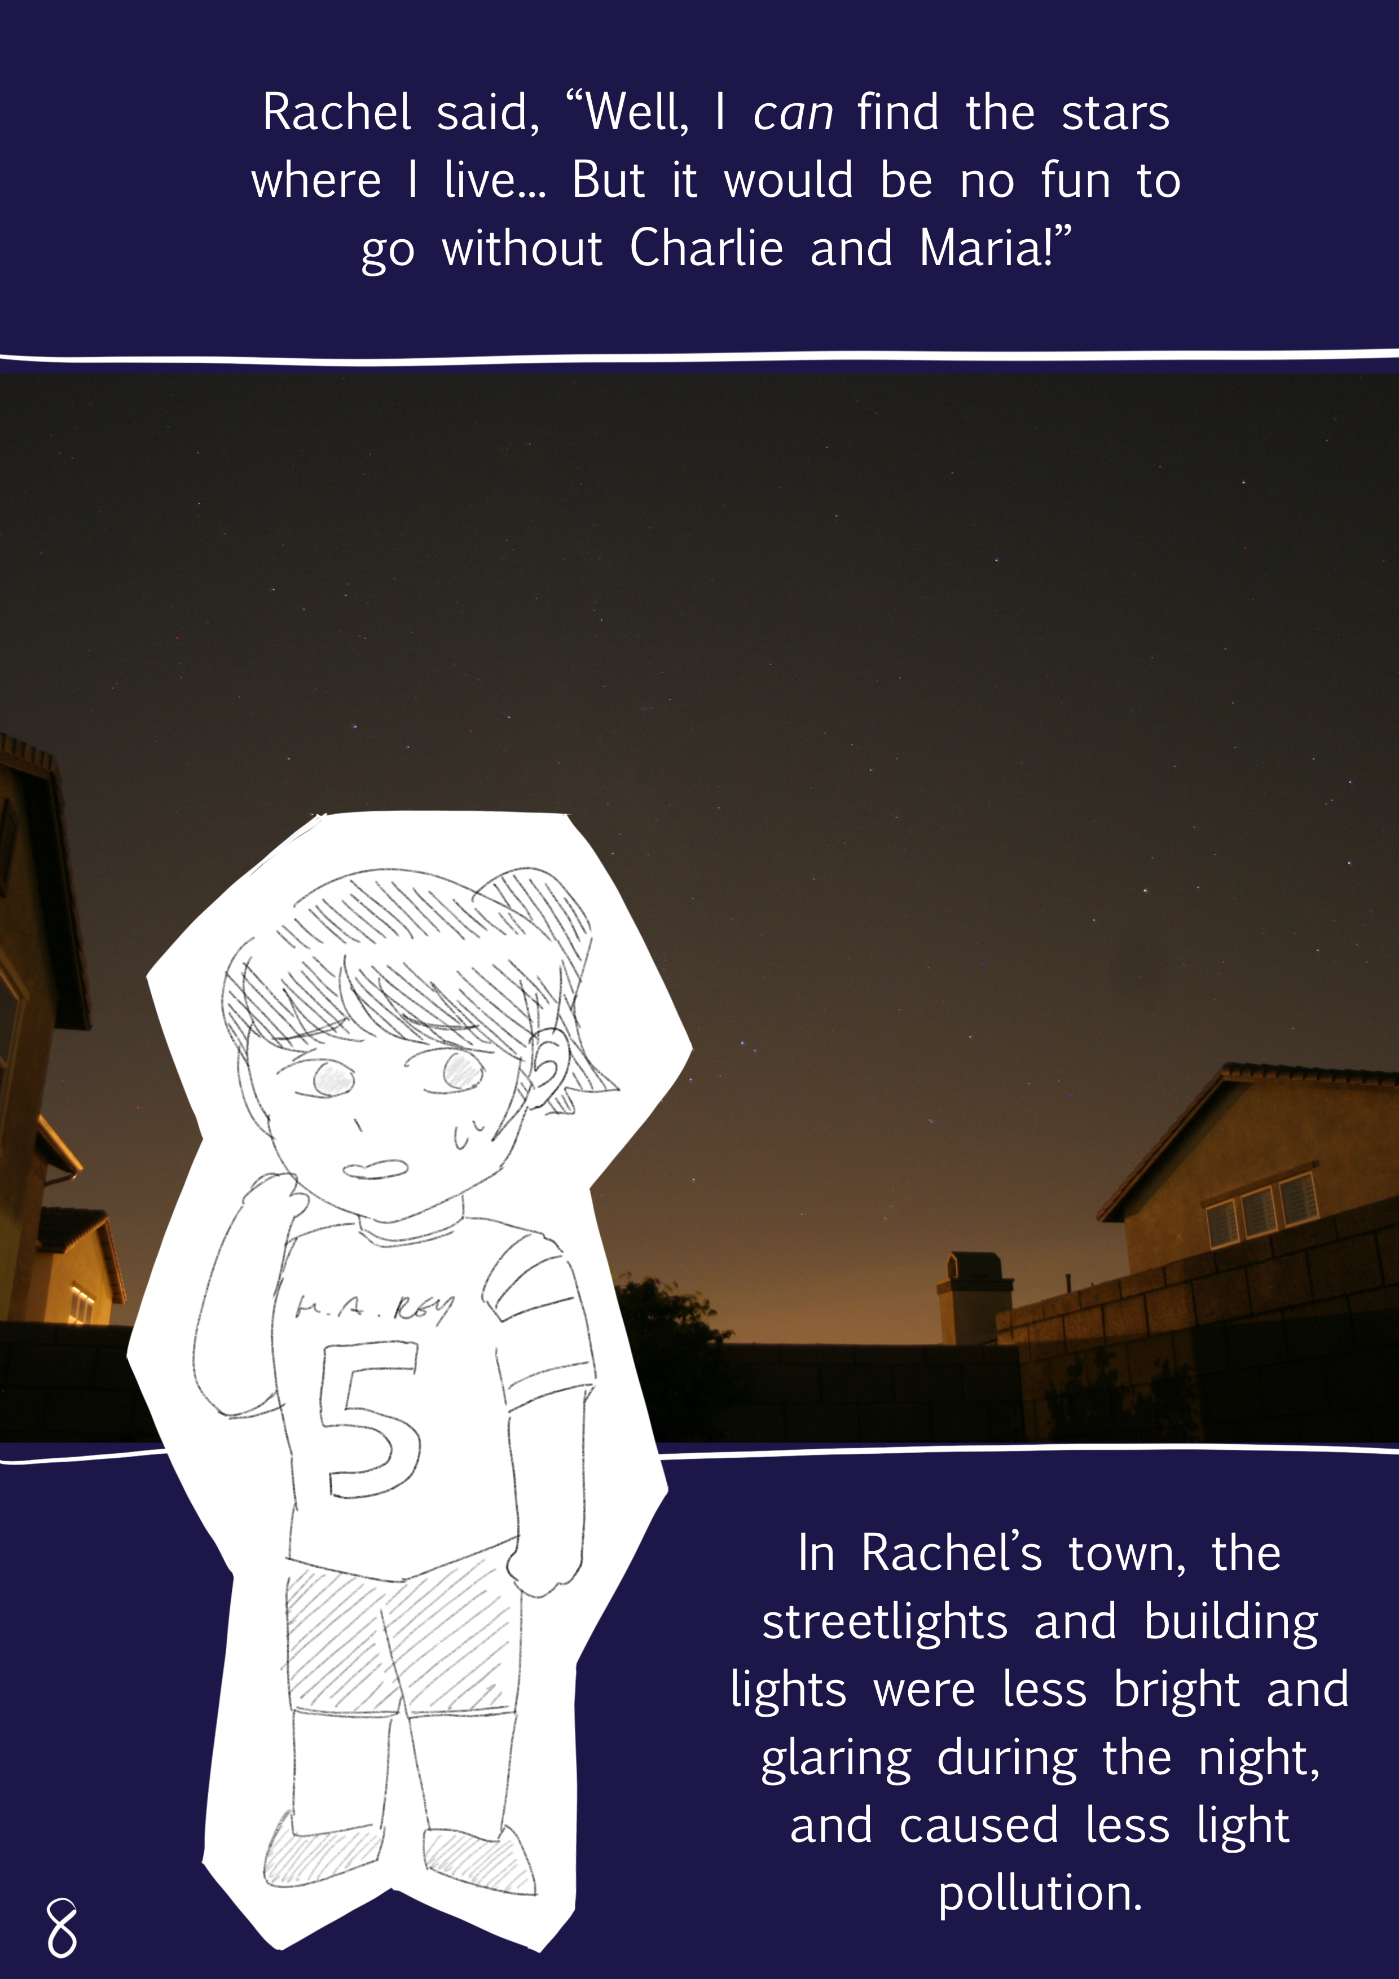 Rachel said, “Well, I can find the stars
where I live... But it would be no fun to
go without Charlie and Maria!”
H. A. REY
5
In Rachel’s town, the
streetlights and building
lights were less bright and
glaring during the night,
and caused less light
pollution.
8